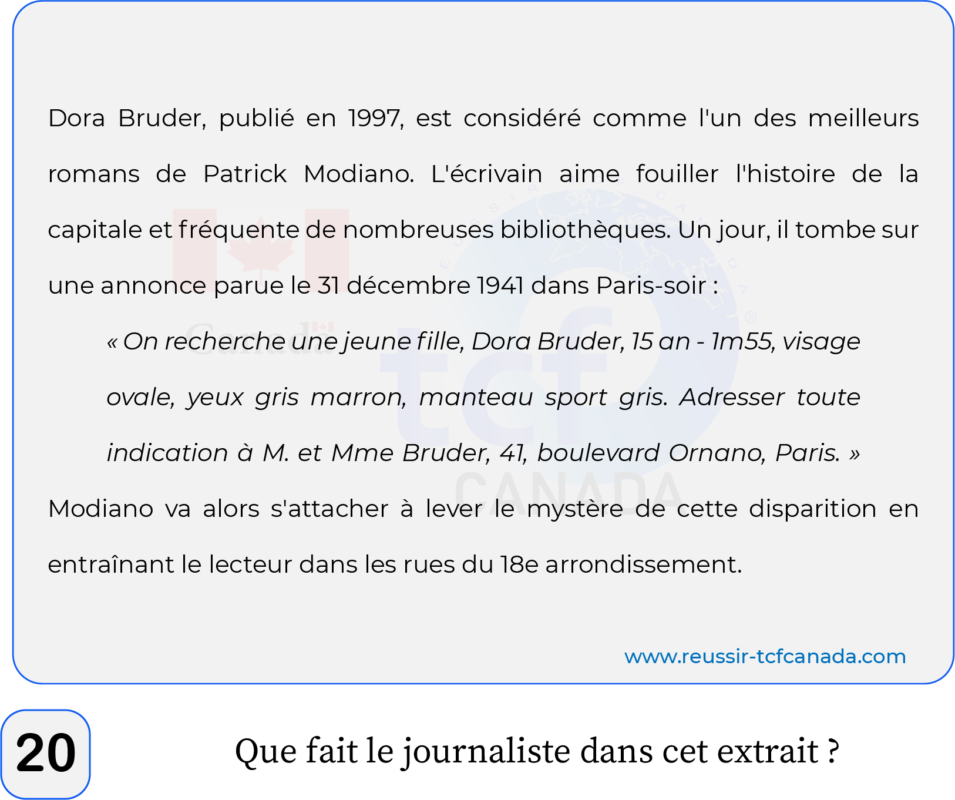 Dora Bruder, publié en 1997, est considéré comme l'un des meilleurs
romans de Patrick Modiano. L'écrivain aime fouiller l'histoire de la
capitale et fréquente de nombreuses bibliothèques. Un jour, il tombe sur
une annonce parue le 31 décembre 1941 dans Paris-soir :
« On recherche une jeune fille, Dora Bruder, 15 an - 1m55, visage
ovale, yeux gris marron, manteau sport gris. Adresser toute
indication à M. et Mme Bruder, 41, boulevard Ornano, Paris. »
Modiano va alors s'attacher à lever le mystère de cette disparition en
entraînant le lecteur dans les rues du 18e arrondissement.
Canada
tcf
CANADA
www.reussir-tcfcanada.com
20
Que fait le journaliste dans cet extrait ?